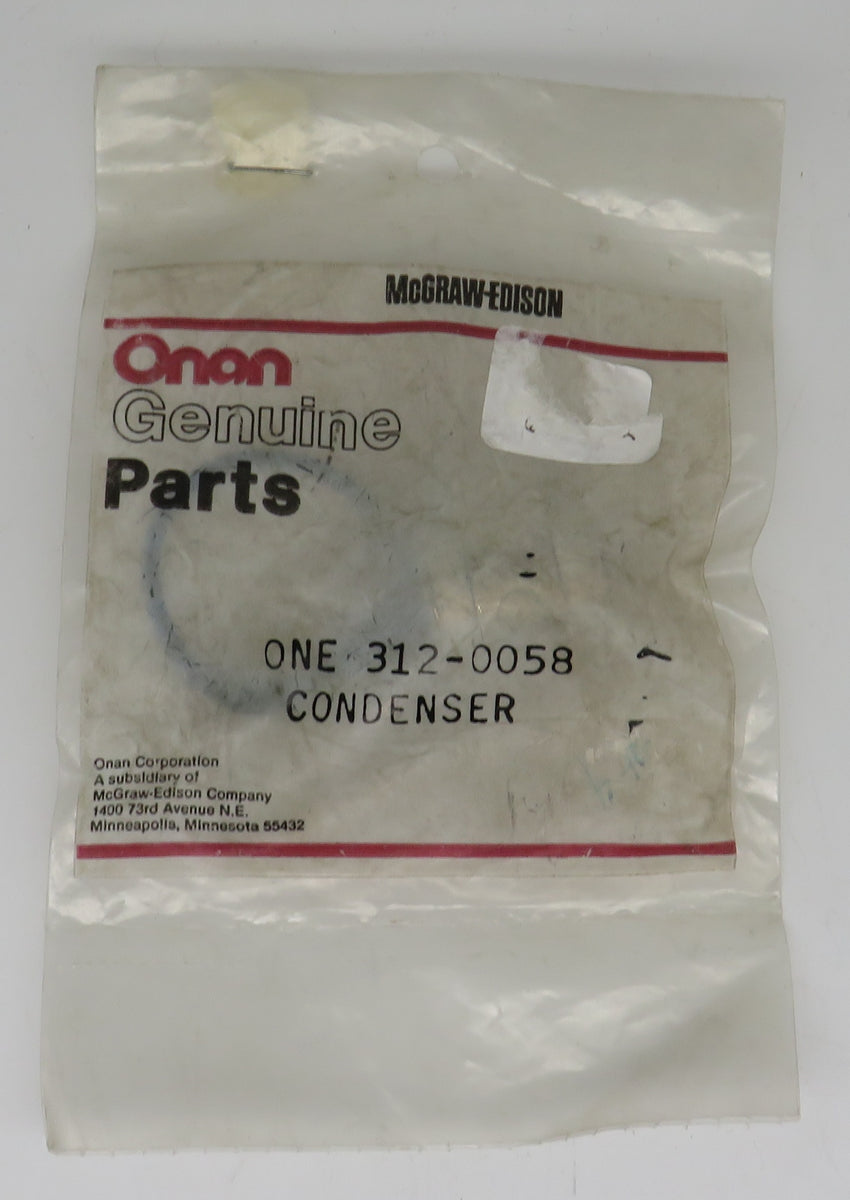 McGRAW-EDISON
Onan
Genuine
Parts
ONE 312-0058
CONDENSER
Onan Corporation
A subsidiary of
McGraw-Edison Company
1400 73rd Avenue N.E.
Minneapolis, Minnesota 55432